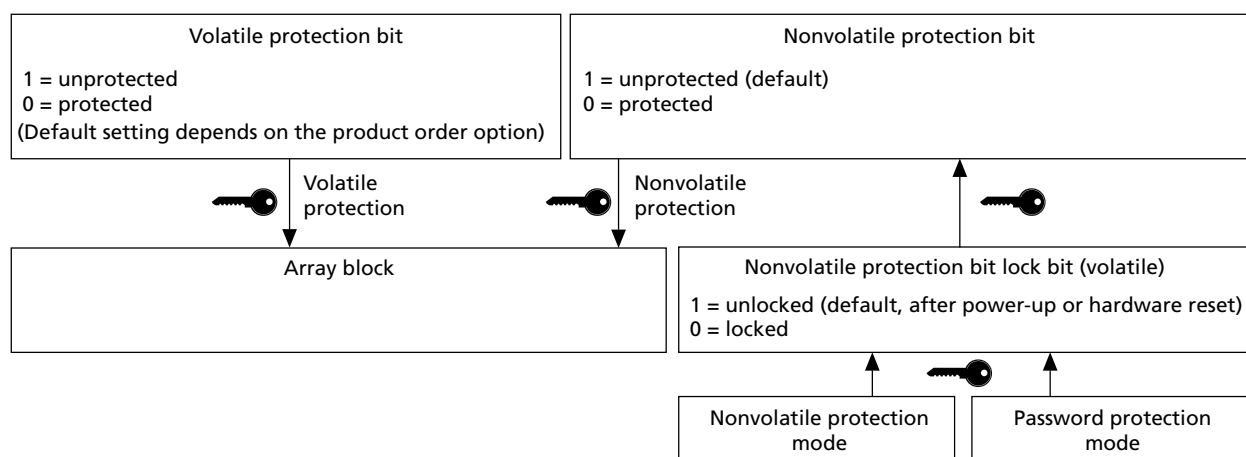 Volatile protection bit
1 = unprotected
0 = protected
(Default setting depends on the product order option)
Nonvolatile protection bit
1 = unprotected (default)
0 = protected
Volatile
protection
Nonvolatile
protection
Array block
Nonvolatile protection bit lock bit (volatile)
1 = unlocked (default, after power-up or hardware reset)
0 = locked
Nonvolatile protection
mode
Password protection
mode